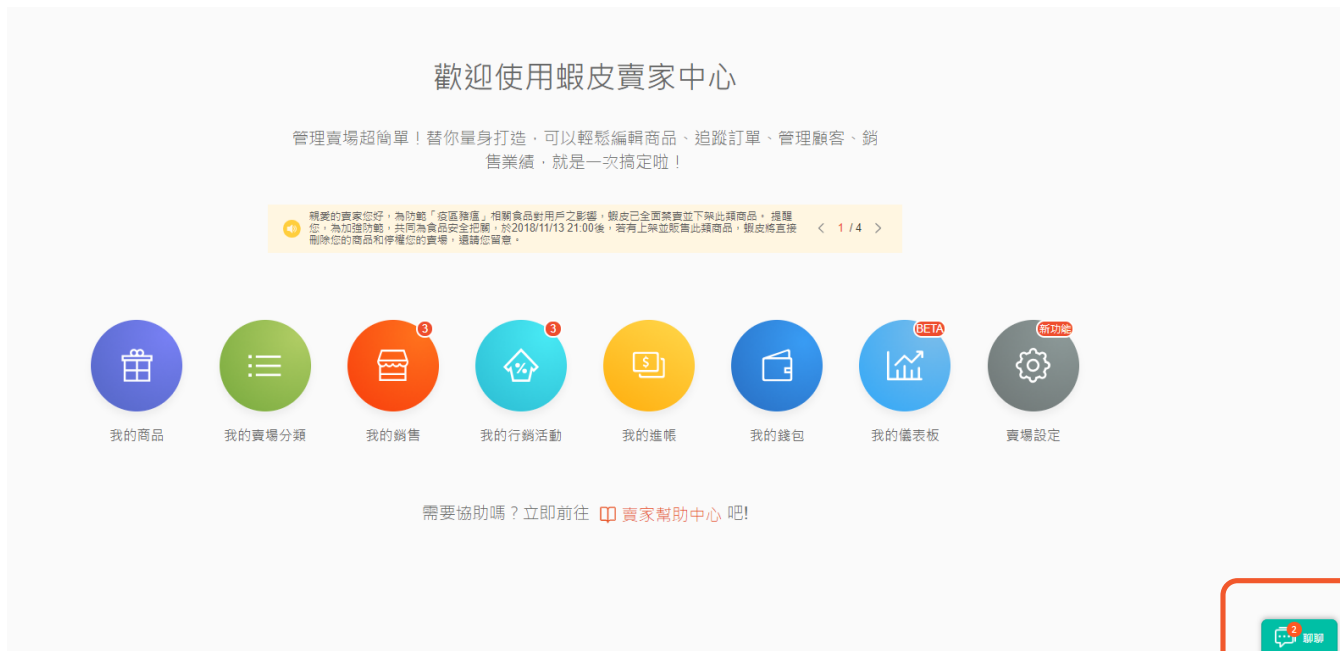 歡迎使用蝦皮賣家中心
管理賣場超簡單！替你量身打造，可以輕鬆編輯商品、追蹤訂單、管理顧客、銷
售業績，就是一次搞定啦！
親愛的賣家您好，為防範「疫區豬瘟」相關食品對用戶之影響，蝦皮已全面禁賣並下架此類商品。 提醒
您，為加強防範，共同為食品安全把關，於2018/11/13 21:00後，若有上架並販售此類商品，蝦皮將直接
刪除您的商品和停權您的賣場，還請您留意。
1 / 4
3
3
BETA
新功能
$
%
我的商品
我的賣場分類
我的銷售
我的行銷活動
我的進帳
我的錢包
我的儀表板
賣場設定
需要協助嗎？立即前往 賣家幫助中心 吧!
2
聊聊